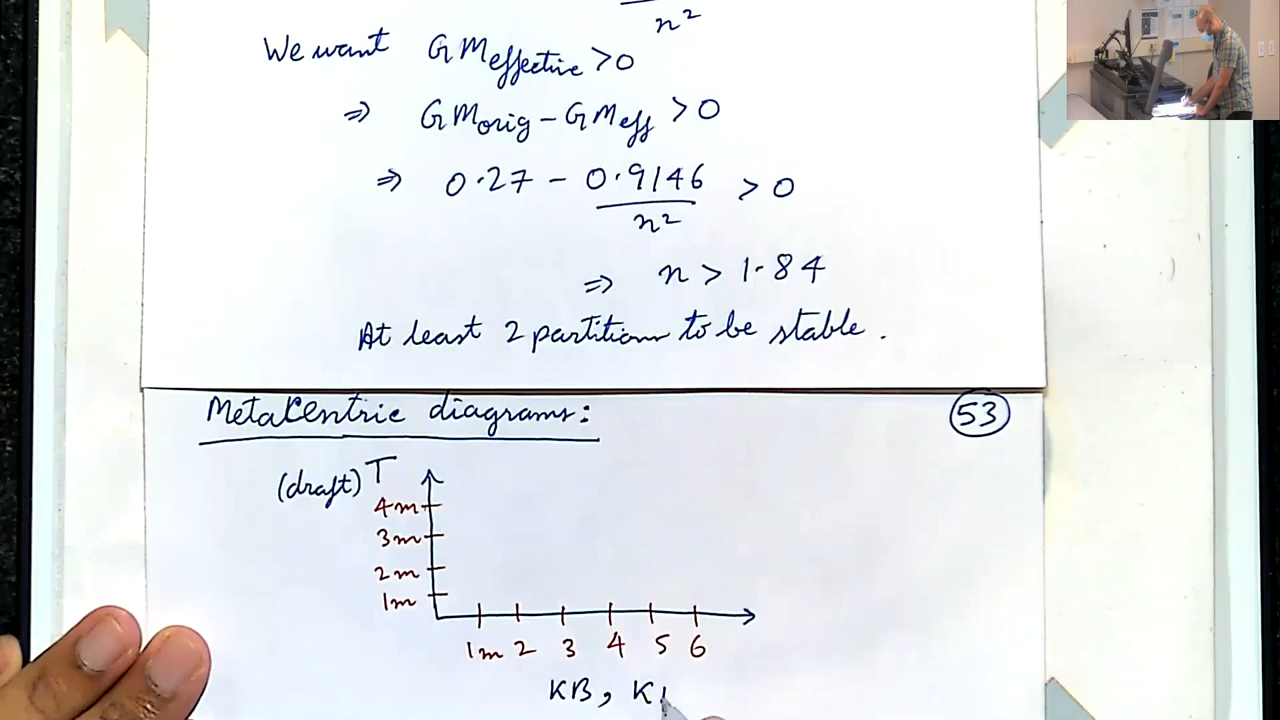 n²
We want GMeffective > 0
⇒ GMorig - GMeff > 0
⇒ 0.27 - 0.9146 / n² > 0
⇒ n > 1.84
At least 2 partitions to be stable.
Metacentric diagrams:
53
(draft) T
4m
3m
2m
1m
1m 2 3 4 5 6
KB, K